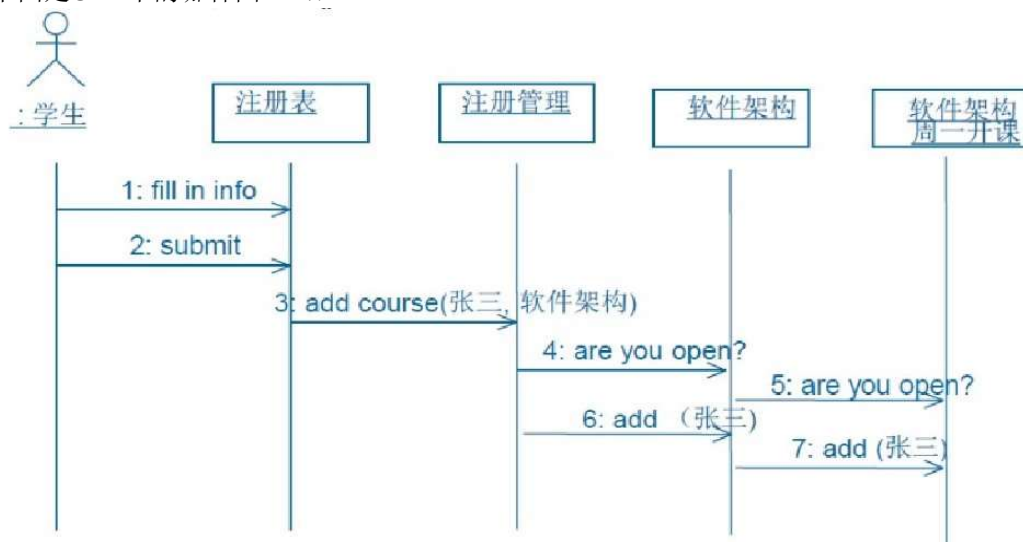 :学生
注册表
注册管理
软件架构
软件架构
周一开课
1: fill in info
2: submit
3: add course(张三, 软件架构)
4: are you open?
5: are you open?
6: add （张三)
7: add (张三)